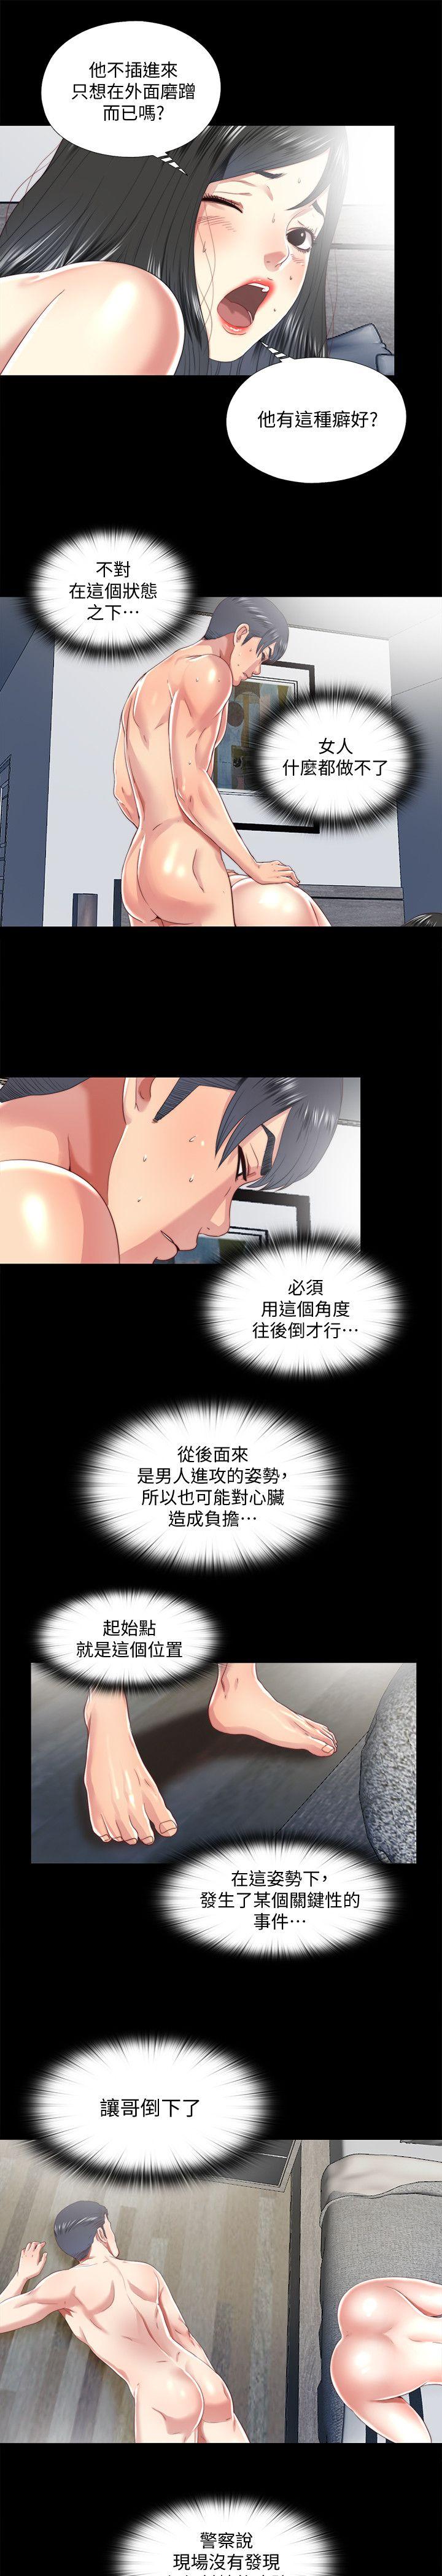 他不插進來
只想在外面磨蹭
而已嗎?
他有這種癖好?
不對
在這個狀態
之下…
女人
什麼都做不了
必須
用這個角度
往後倒才行…
從後面來
是男人進攻的姿勢,
所以也可能對心臟
造成負擔…
起始點
就是這個位置
在這姿勢下,
發生了某個關鍵性的
事件…
讓哥倒下了
警察說
現場沒有發現